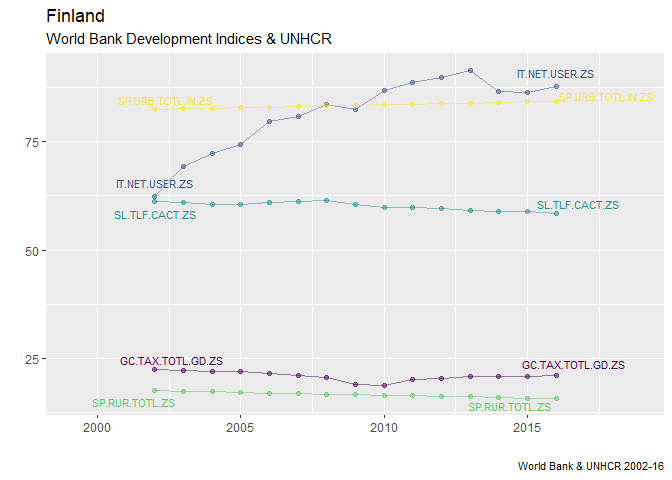 Finland
World Bank Development Indices & UNHCR
IT.NET.USER.ZS
SP.URB.TOTL.IN.ZS
SP.URB.TOTL.IN.ZS
75
IT.NET.USER.ZS
SL.TLF.CACT.ZS
SL.TLF.CACT.ZS
50
GC.TAX.TOTL.GD.ZS
GC.TAX.TOTL.GD.ZS
25
SP.RUR.TOTL.ZS
SP.RUR.TOTL.ZS
2000
2005
2010
2015
World Bank & UNHCR 2002-16